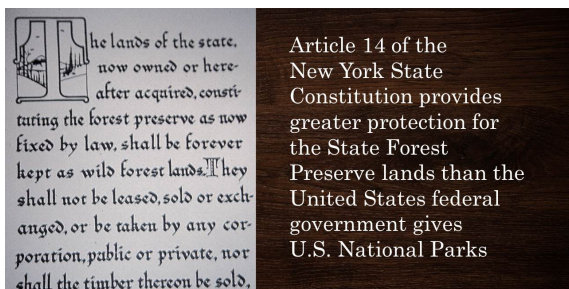 The lands of the state,
now owned or here-
after acquired, consti-
tuting the forest preserve as now
fixed by law, shall be forever
kept as wild forest lands. They
shall not be leased, sold or exch-
anged, or be taken by any cor-
poration, public or private, nor
shall the timber thereon be sold,
Article 14 of the
New York State
Constitution provides
greater protection for
the State Forest
Preserve lands than the
United States federal
government gives
U.S. National Parks